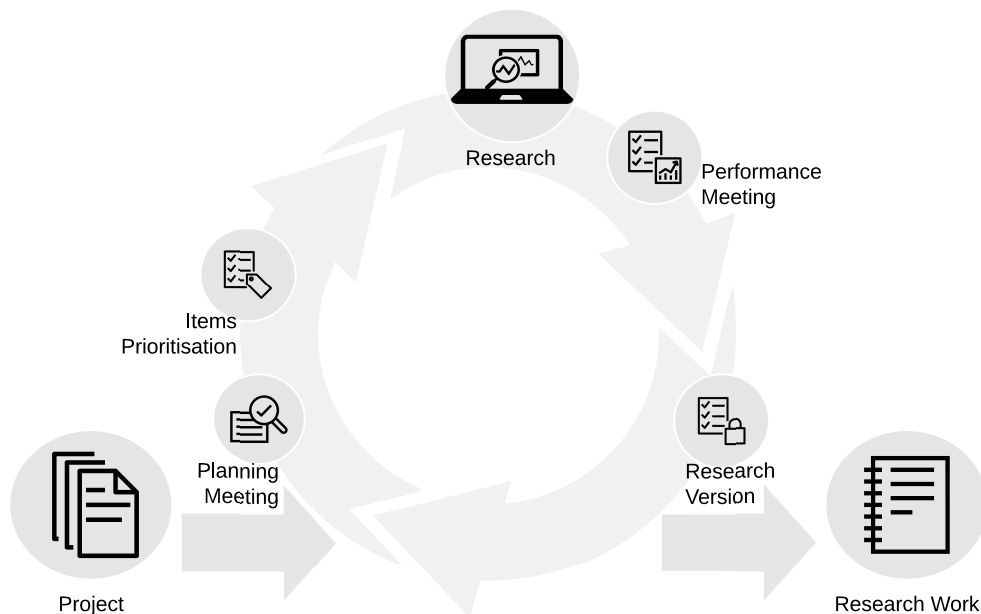 Research
Performance
Meeting
Items
Prioritisation
Planning
Meeting
Research
Version
Project
Research Work